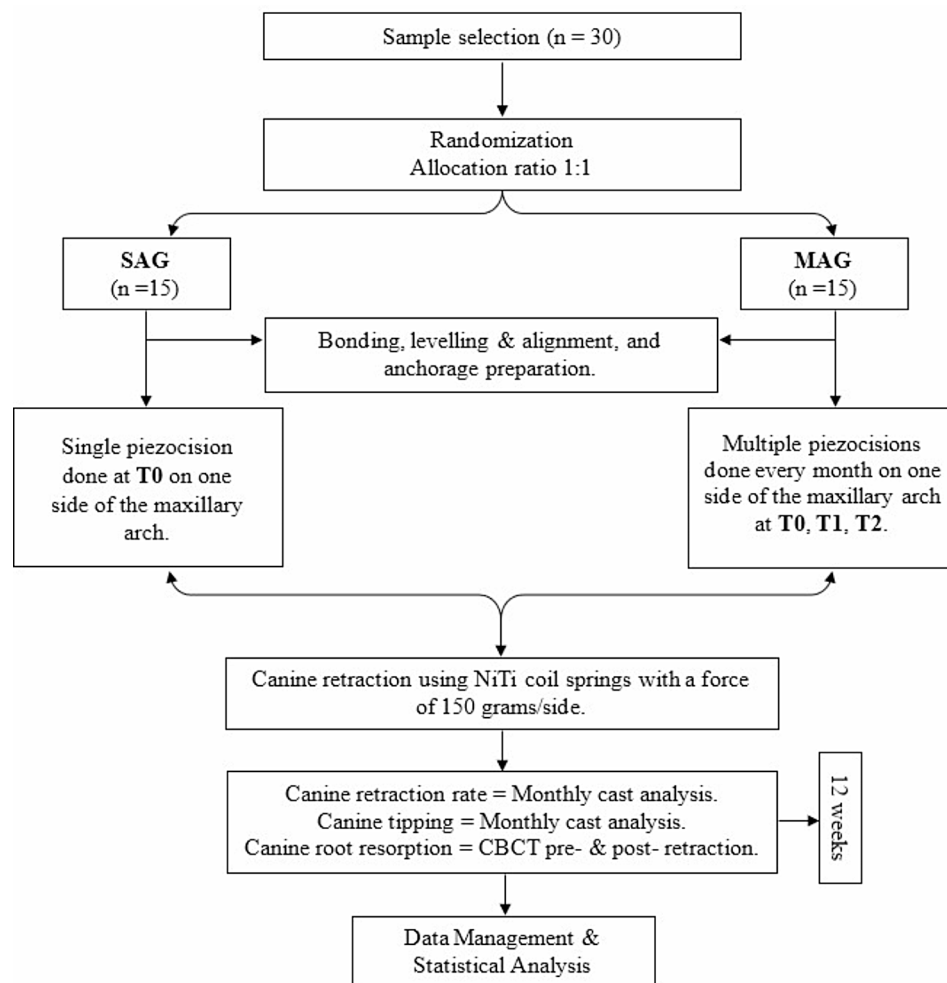 Sample selection (n = 30)
Randomization
Allocation ratio 1:1
SAG
(n =15)
MAG
(n =15)
Bonding, levelling & alignment, and
anchorage preparation.
Single piezocision
done at T0 on one
side of the maxillary
arch.
Multiple piezocisions
done every month on one
side of the maxillary arch
at T0, T1, T2.
Canine retraction using NiTi coil springs with a force
of 150 grams/side.
Canine retraction rate = Monthly cast analysis.
Canine tipping = Monthly cast analysis.
Canine root resorption = CBCT pre- & post- retraction.
12 weeks
Data Management &
Statistical Analysis